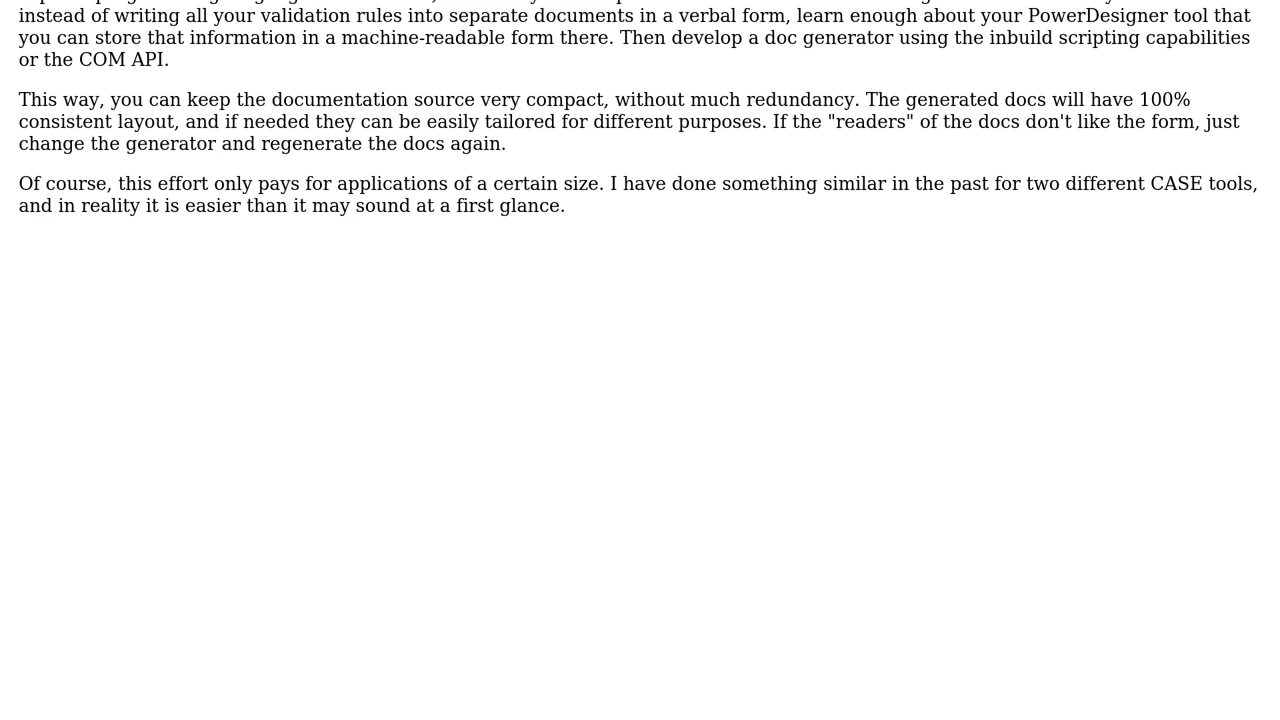 instead of writing all your validation rules into separate documents in a verbal form, learn enough about your PowerDesigner tool that
you can store that information in a machine-readable form there. Then develop a doc generator using the inbuild scripting capabilities
or the COM API.
This way, you can keep the documentation source very compact, without much redundancy. The generated docs will have 100%
consistent layout, and if needed they can be easily tailored for different purposes. If the "readers" of the docs don't like the form, just
change the generator and regenerate the docs again.
Of course, this effort only pays for applications of a certain size. I have done something similar in the past for two different CASE tools,
and in reality it is easier than it may sound at a first glance.